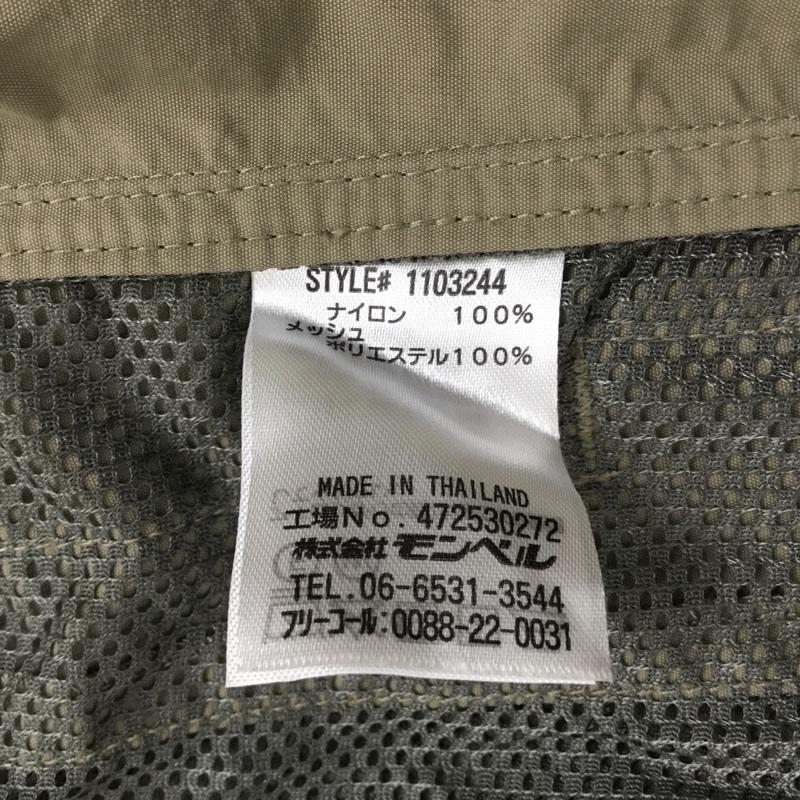 STYLE# 1103244
ナイロン 100%
メッシュ
ポリエステル100%
MADE IN THAILAND
工場No. 472530272
株式会社 モンベル
TEL. 06-6531-3544
フリーコール:0088-22-0031